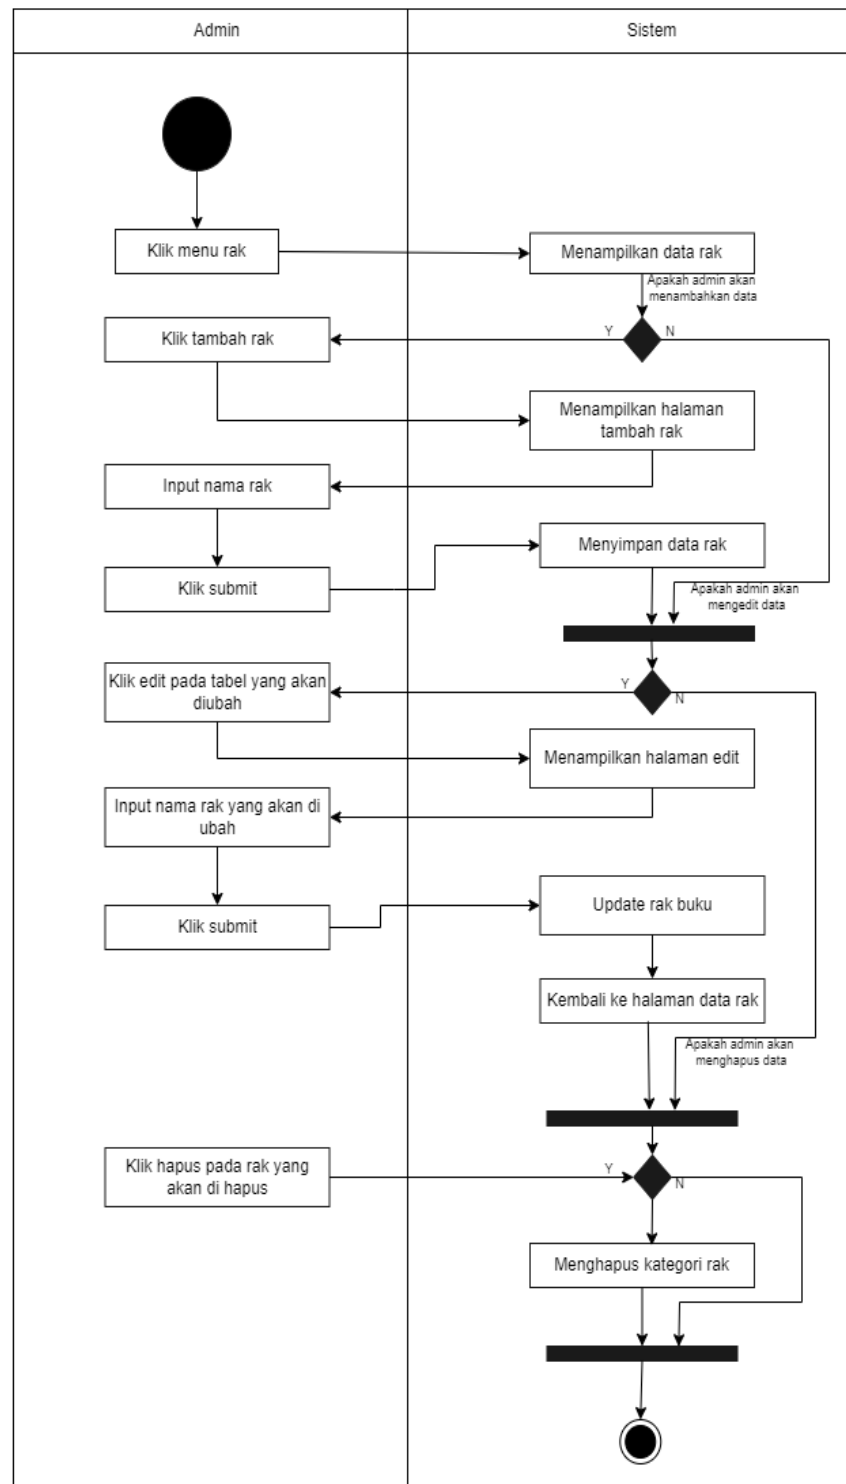 Admin
Sistem
Klik menu rak
Menampilkan data rak
Apakah admin akan
menambahkan data
Y
N
Klik tambah rak
Menampilkan halaman
tambah rak
Input nama rak
Menyimpan data rak
Klik submit
Apakah admin akan
mengedit data
Klik edit pada tabel yang akan
diubah
Y
N
Menampilkan halaman edit
Input nama rak yang akan di
ubah
Update rak buku
Klik submit
Kembali ke halaman data rak
Apakah admin akan
menghapus data
Klik hapus pada rak yang
akan di hapus
Y
N
Menghapus kategori rak